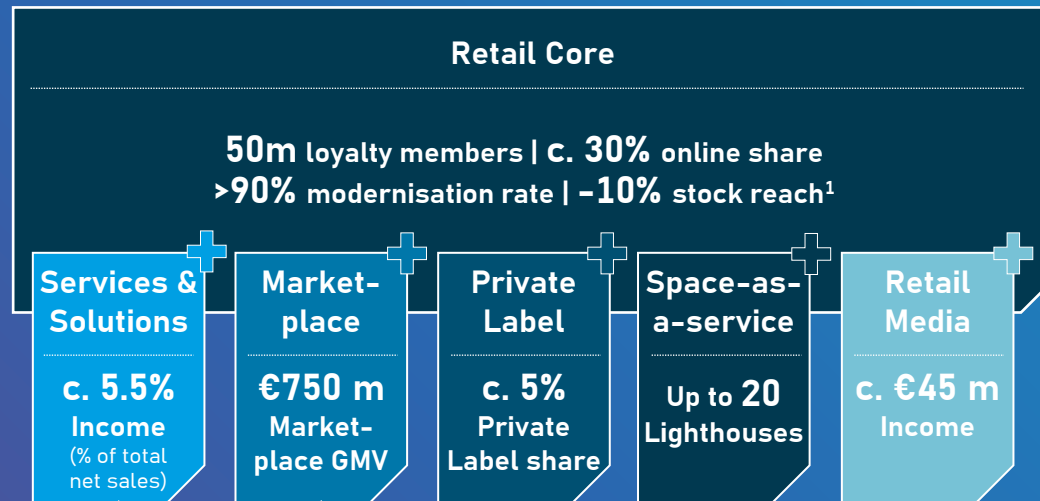 Retail Core
50m loyalty members | c. 30% online share
>90% modernisation rate | -10% stock reach¹
Services &
Solutions
c. 5.5%
Income
(% of total
net sales)
Market-
place
€750 m
Market-
place GMV
Private
Label
c. 5%
Private
Label share
Space-as-
a-service
Up to 20
Lighthouses
Retail
Media
c. €45 m
Income